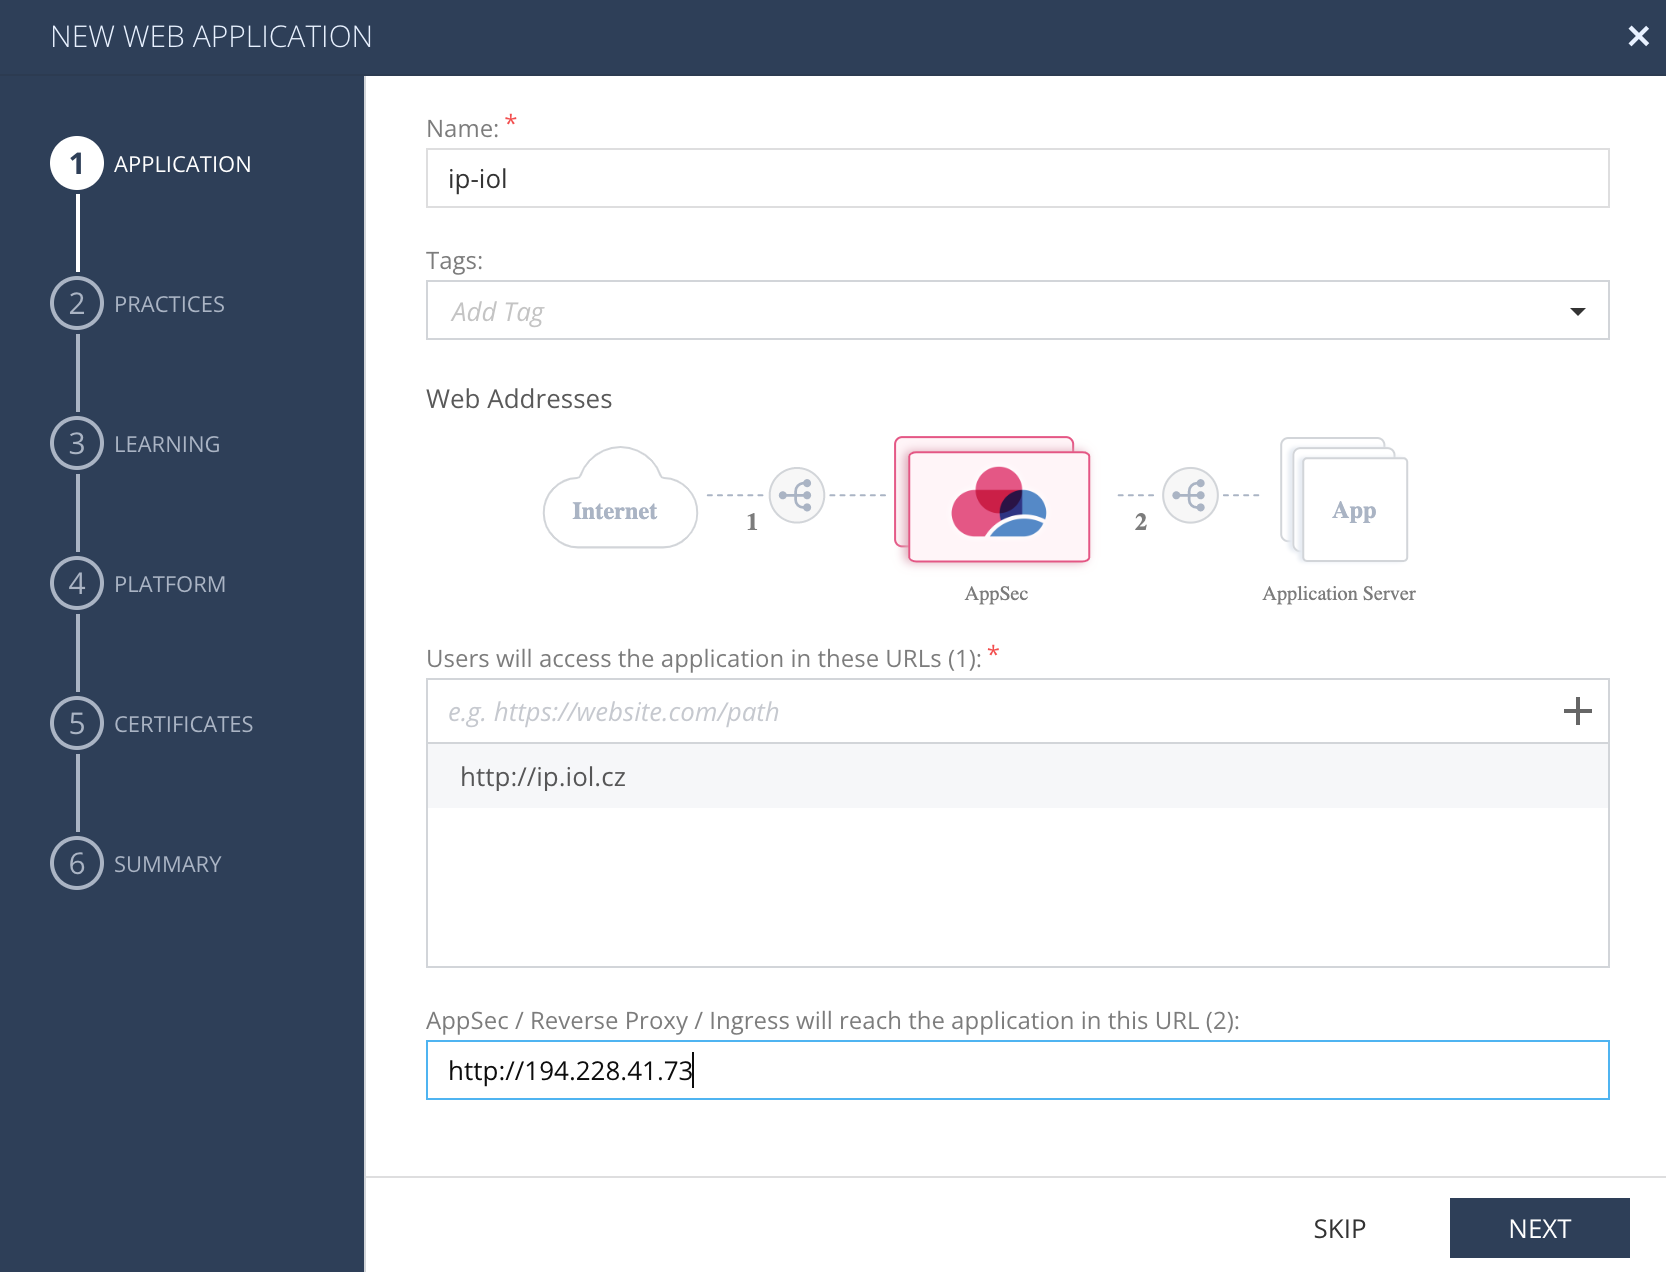 NEW WEB APPLICATION
1 APPLICATION
2 PRACTICES
3 LEARNING
4 PLATFORM
5 CERTIFICATES
6 SUMMARY
Name: *
ip-iol
Tags:
Add Tag
Web Addresses
Internet
1
2
App
AppSec
Application Server
Users will access the application in these URLs (1): *
e.g. https://website.com/path
http://ip.iol.cz
AppSec / Reverse Proxy / Ingress will reach the application in this URL (2):
http://194.228.41.73
SKIP
NEXT